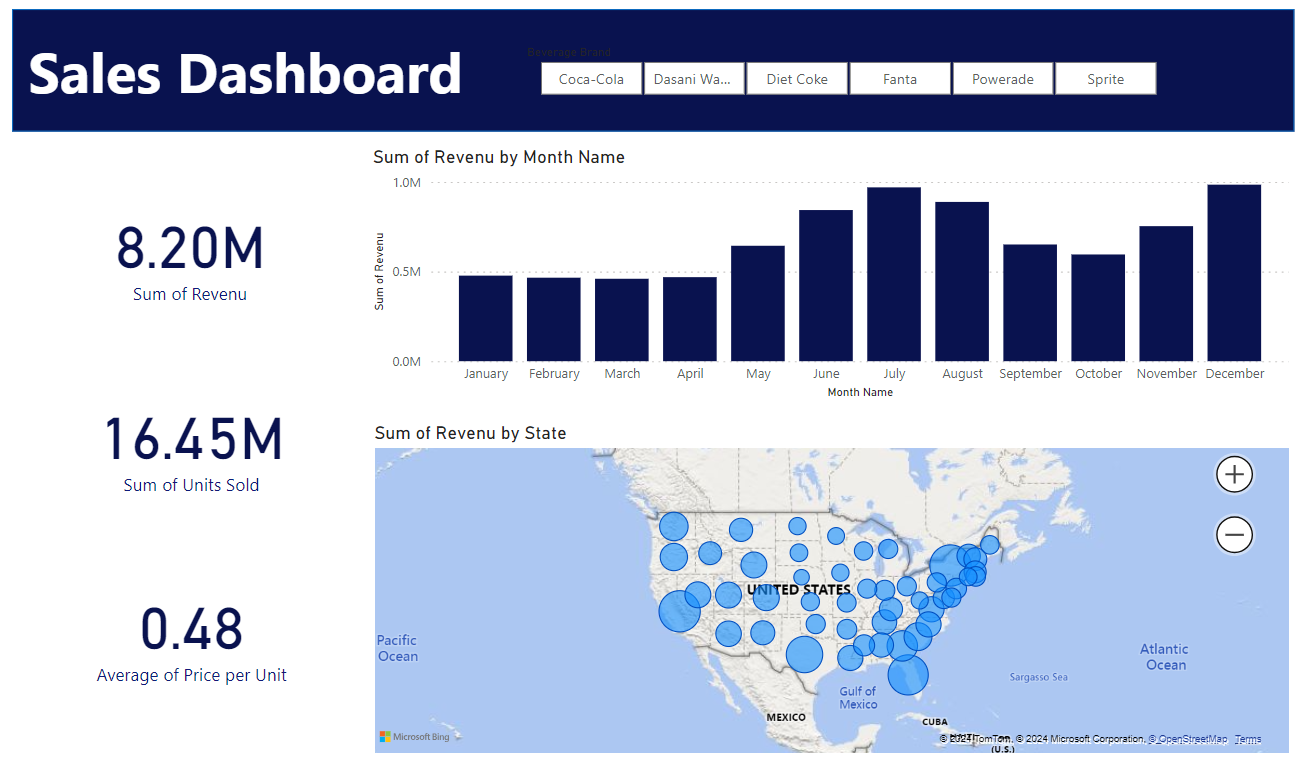 Sales Dashboard
Beverage Brand
Coca-Cola
Dasani Wa...
Diet Coke
Fanta
Powerade
Sprite
8.20M
Sum of Revenu
16.45M
Sum of Units Sold
0.48
Average of Price per Unit
Sum of Revenu by Month Name
1.0M
0.5M
0.0M
Sum of Revenu
January
February
March
April
May
June
July
August
September
October
November
December
Month Name
Sum of Revenu by State
UNITED STATES
Pacific
Ocean
Atlantic
Ocean
Sargasso Sea
Gulf of
Mexico
MEXICO
CUBA
(U.S.)
Microsoft Bing
© 2024 TomTom, © 2024 Microsoft Corporation, © OpenStreetMap Terms